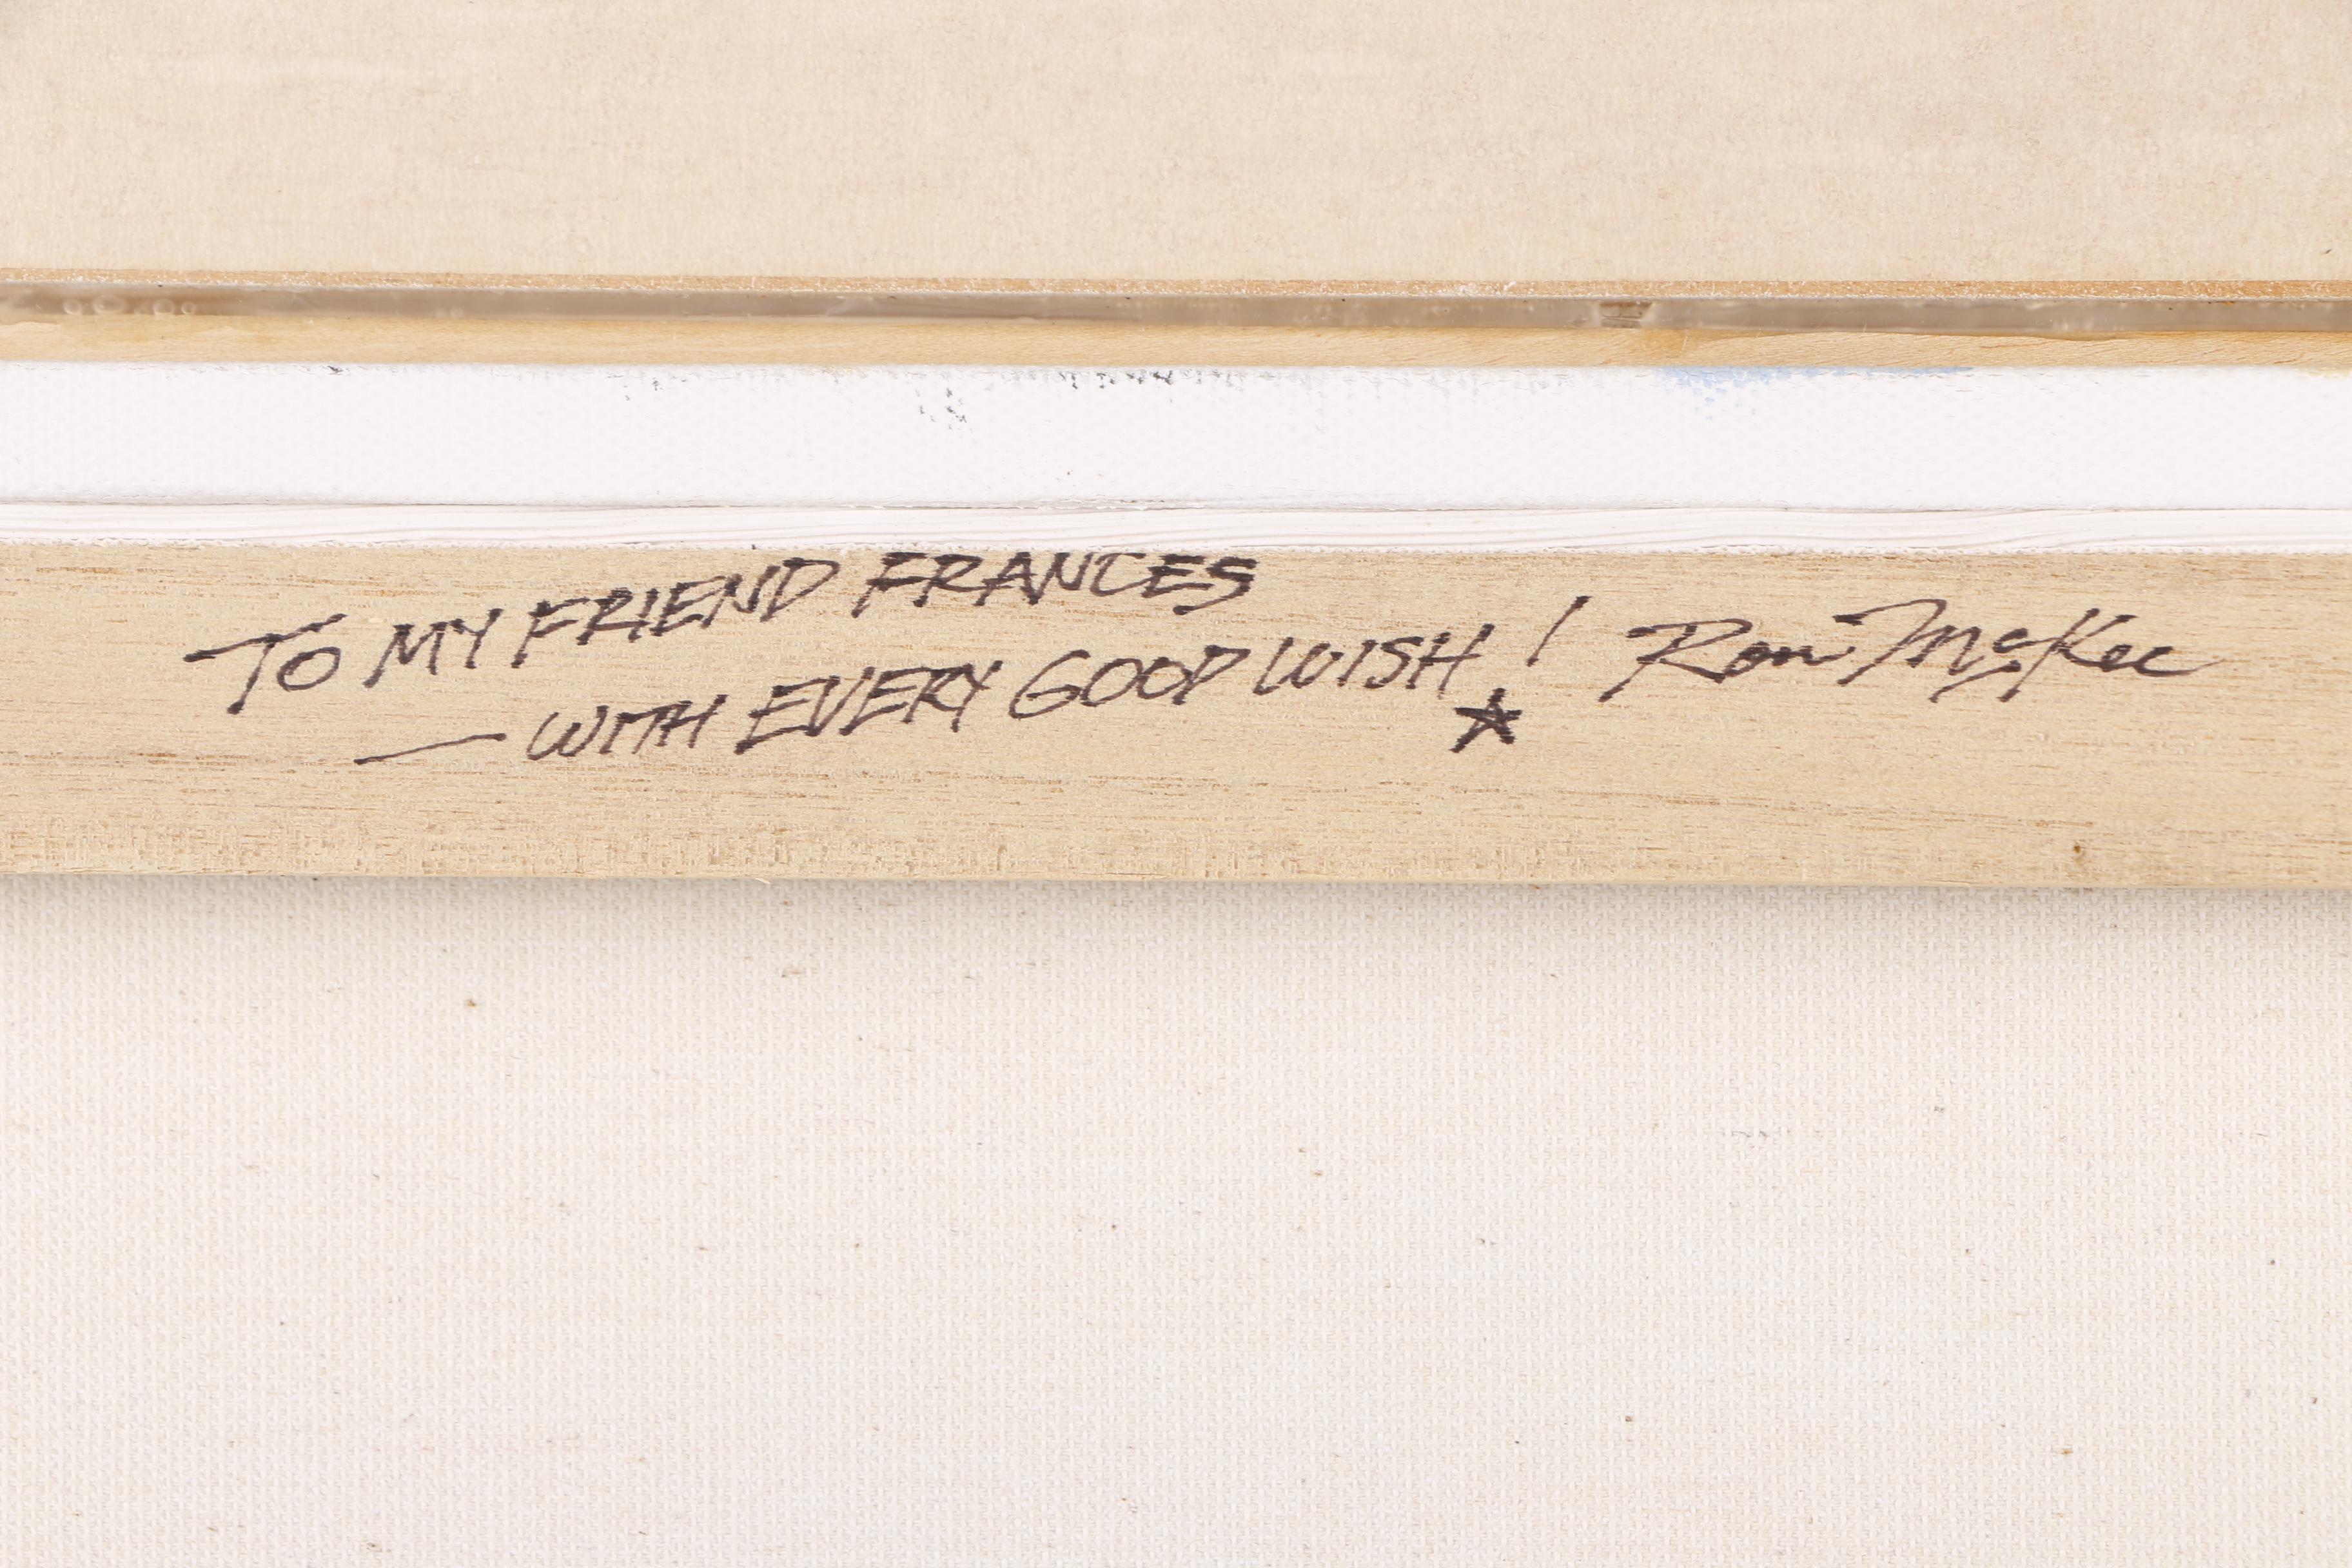 TO MY FRIEND FRANCES
— WITH EVERY GOOD WISH! Ron McKee